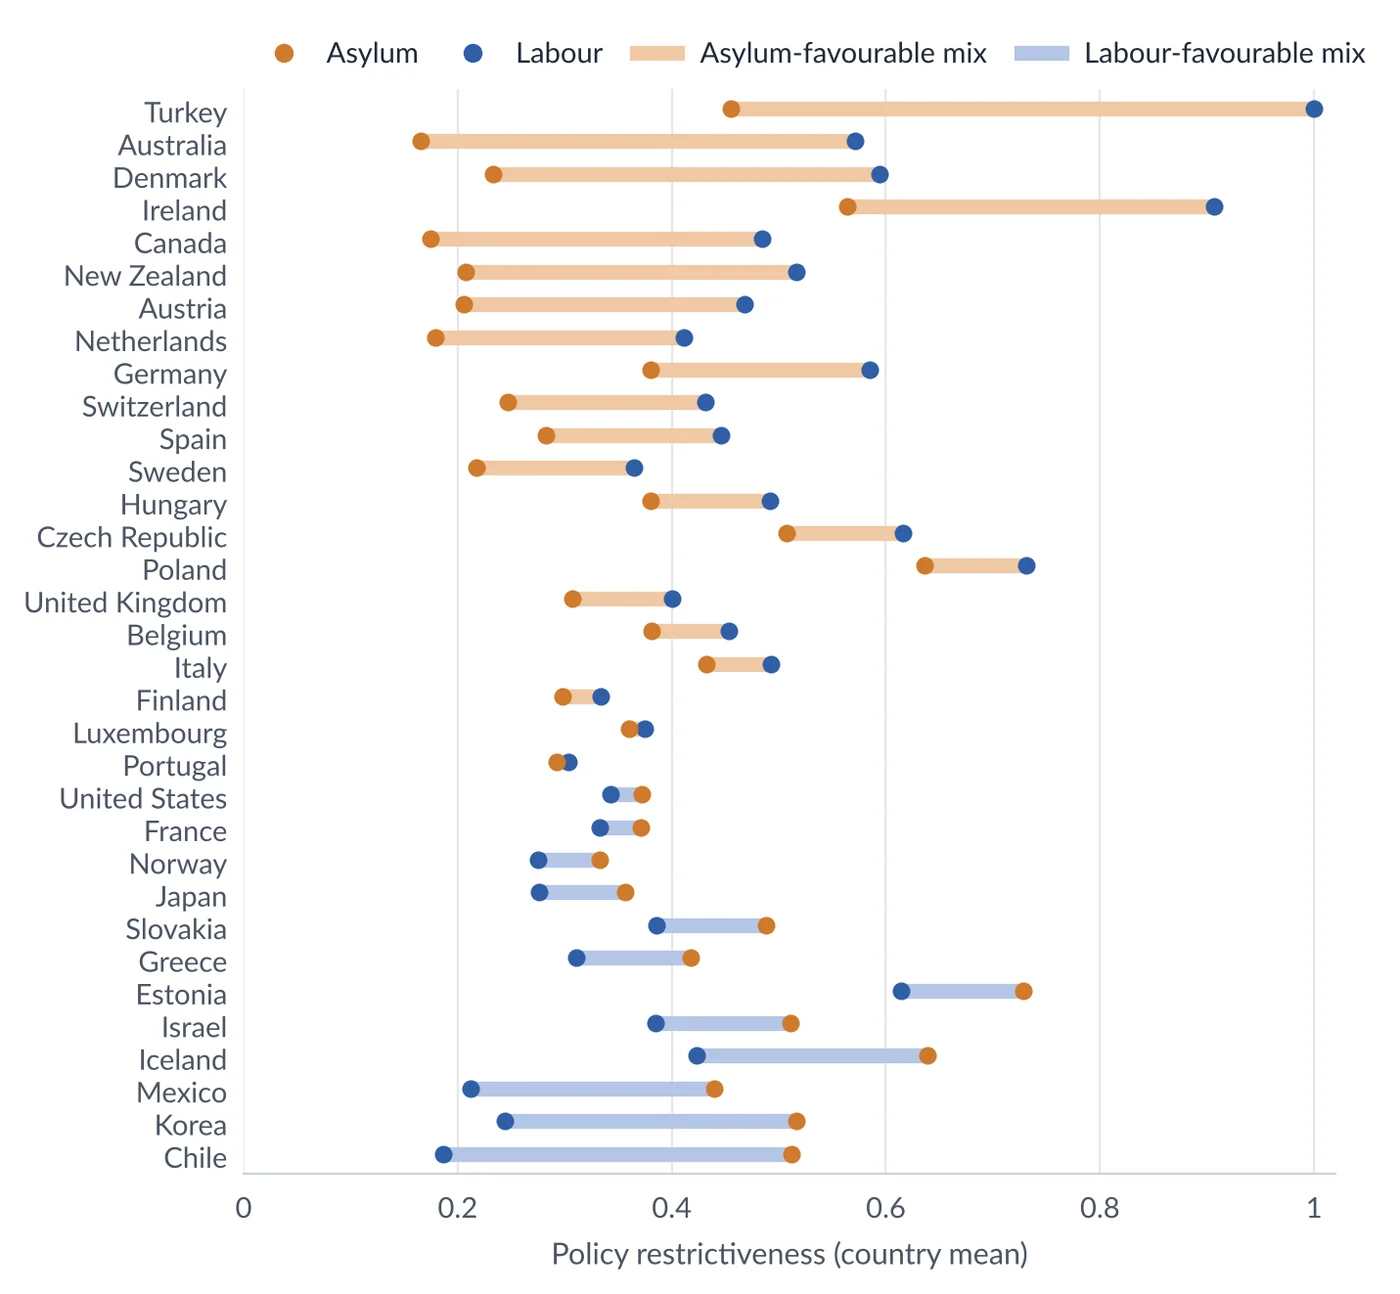 Asylum Labour Asylum-favourable mix Labour-favourable mix
Turkey
Australia
Denmark
Ireland
Canada
New Zealand
Austria
Netherlands
Germany
Switzerland
Spain
Sweden
Hungary
Czech Republic
Poland
United Kingdom
Belgium
Italy
Finland
Luxembourg
Portugal
United States
France
Norway
Japan
Slovakia
Greece
Estonia
Israel
Iceland
Mexico
Korea
Chile
0 0.2 0.4 0.6 0.8 1
Policy restrictiveness (country mean)